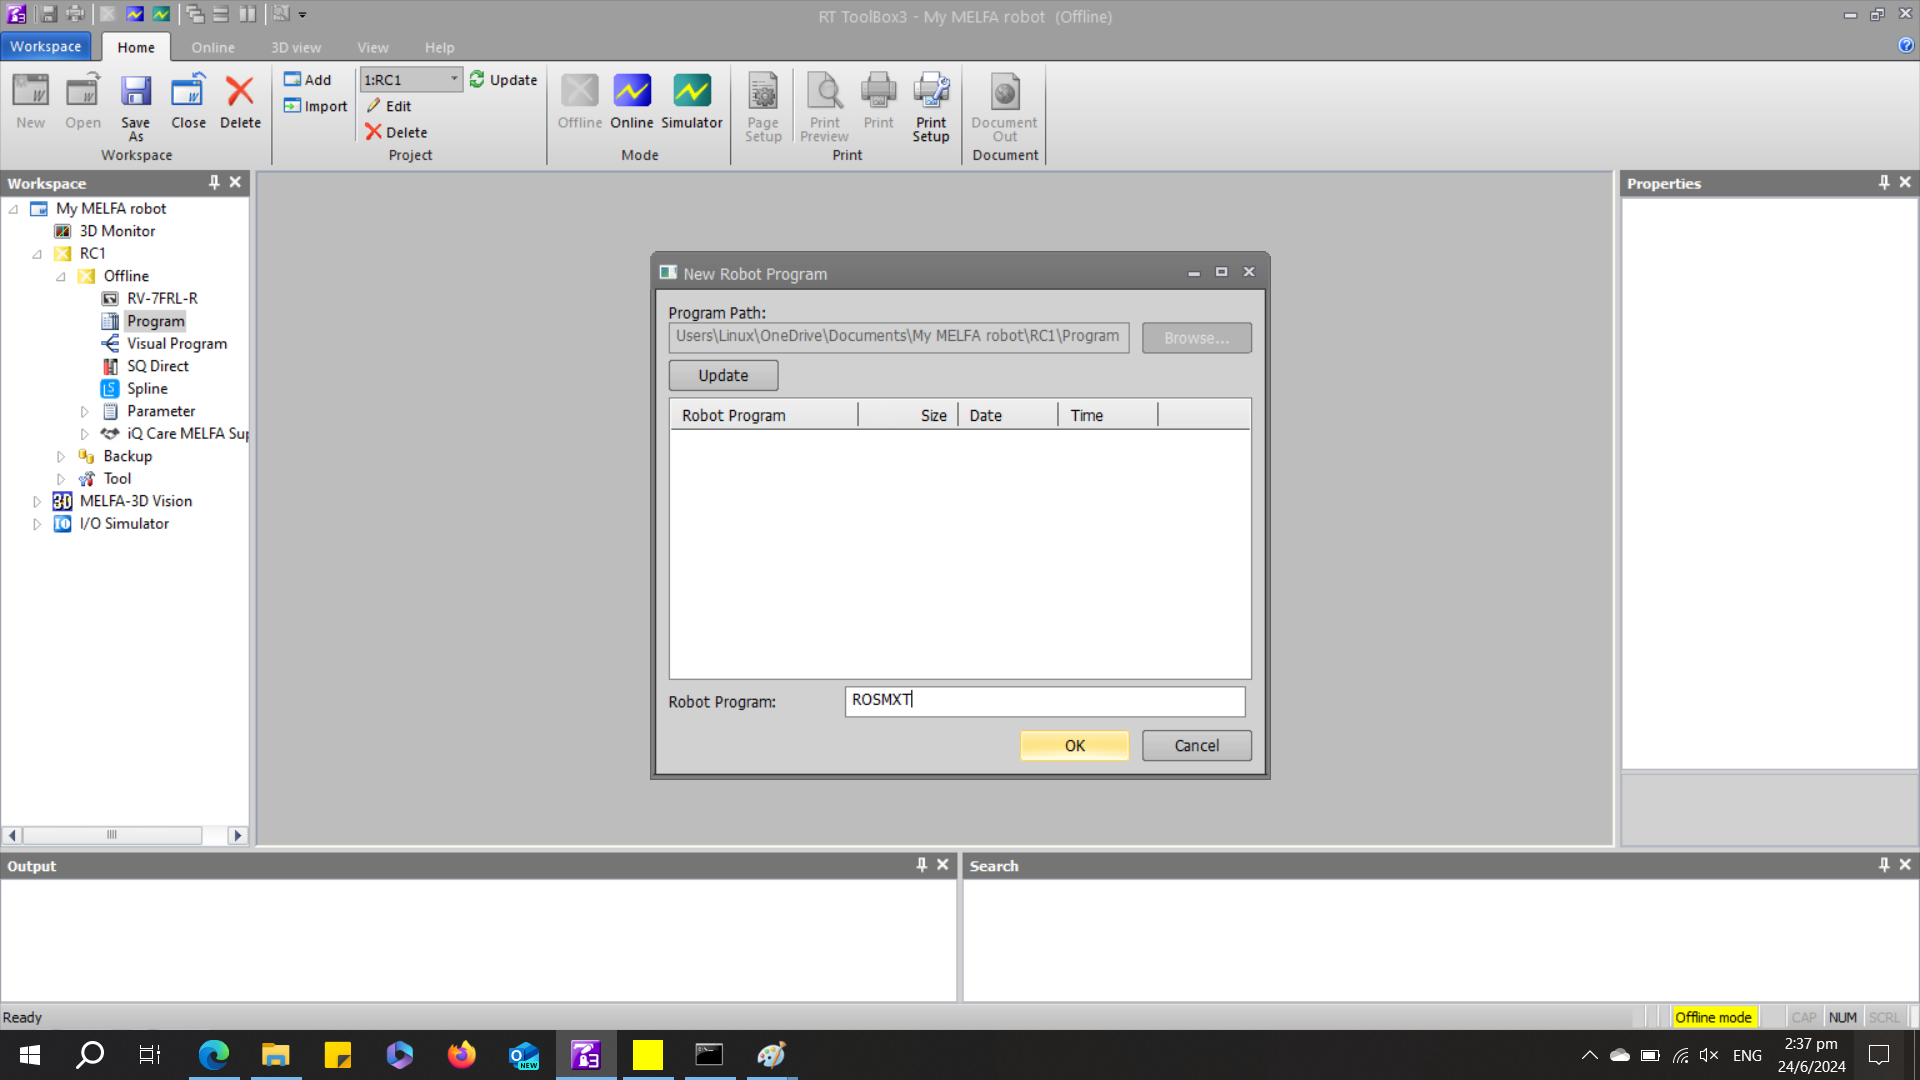 RT ToolBox3 - My MELFA robot (Offline)
Workspace Home Online 3D view View Help
New Open Save As Close Delete
Workspace
Add
Import
1:RC1 Update
Edit
Delete
Project
Offline Online Simulator
Mode
Page Setup
Print Preview Print Print Setup
Print
Document Out
Document
Workspace
My MELFA robot
3D Monitor
RC1
Offline
RV-7FRL-R
Program
Visual Program
SQ Direct
Spline
Parameter
iQ Care MELFA Sup
Backup
Tool
MELFA-3D Vision
I/O Simulator
New Robot Program
Program Path:
Users\Linux\OneDrive\Documents\My MELFA robot\RC1\Program Browse...
Update
Robot Program Size Date Time
Robot Program: ROSMXT
OK Cancel
Properties
Output
Search
Ready
Offline mode CAP NUM SCRL
NEW
ENG
2:37 pm
24/6/2024